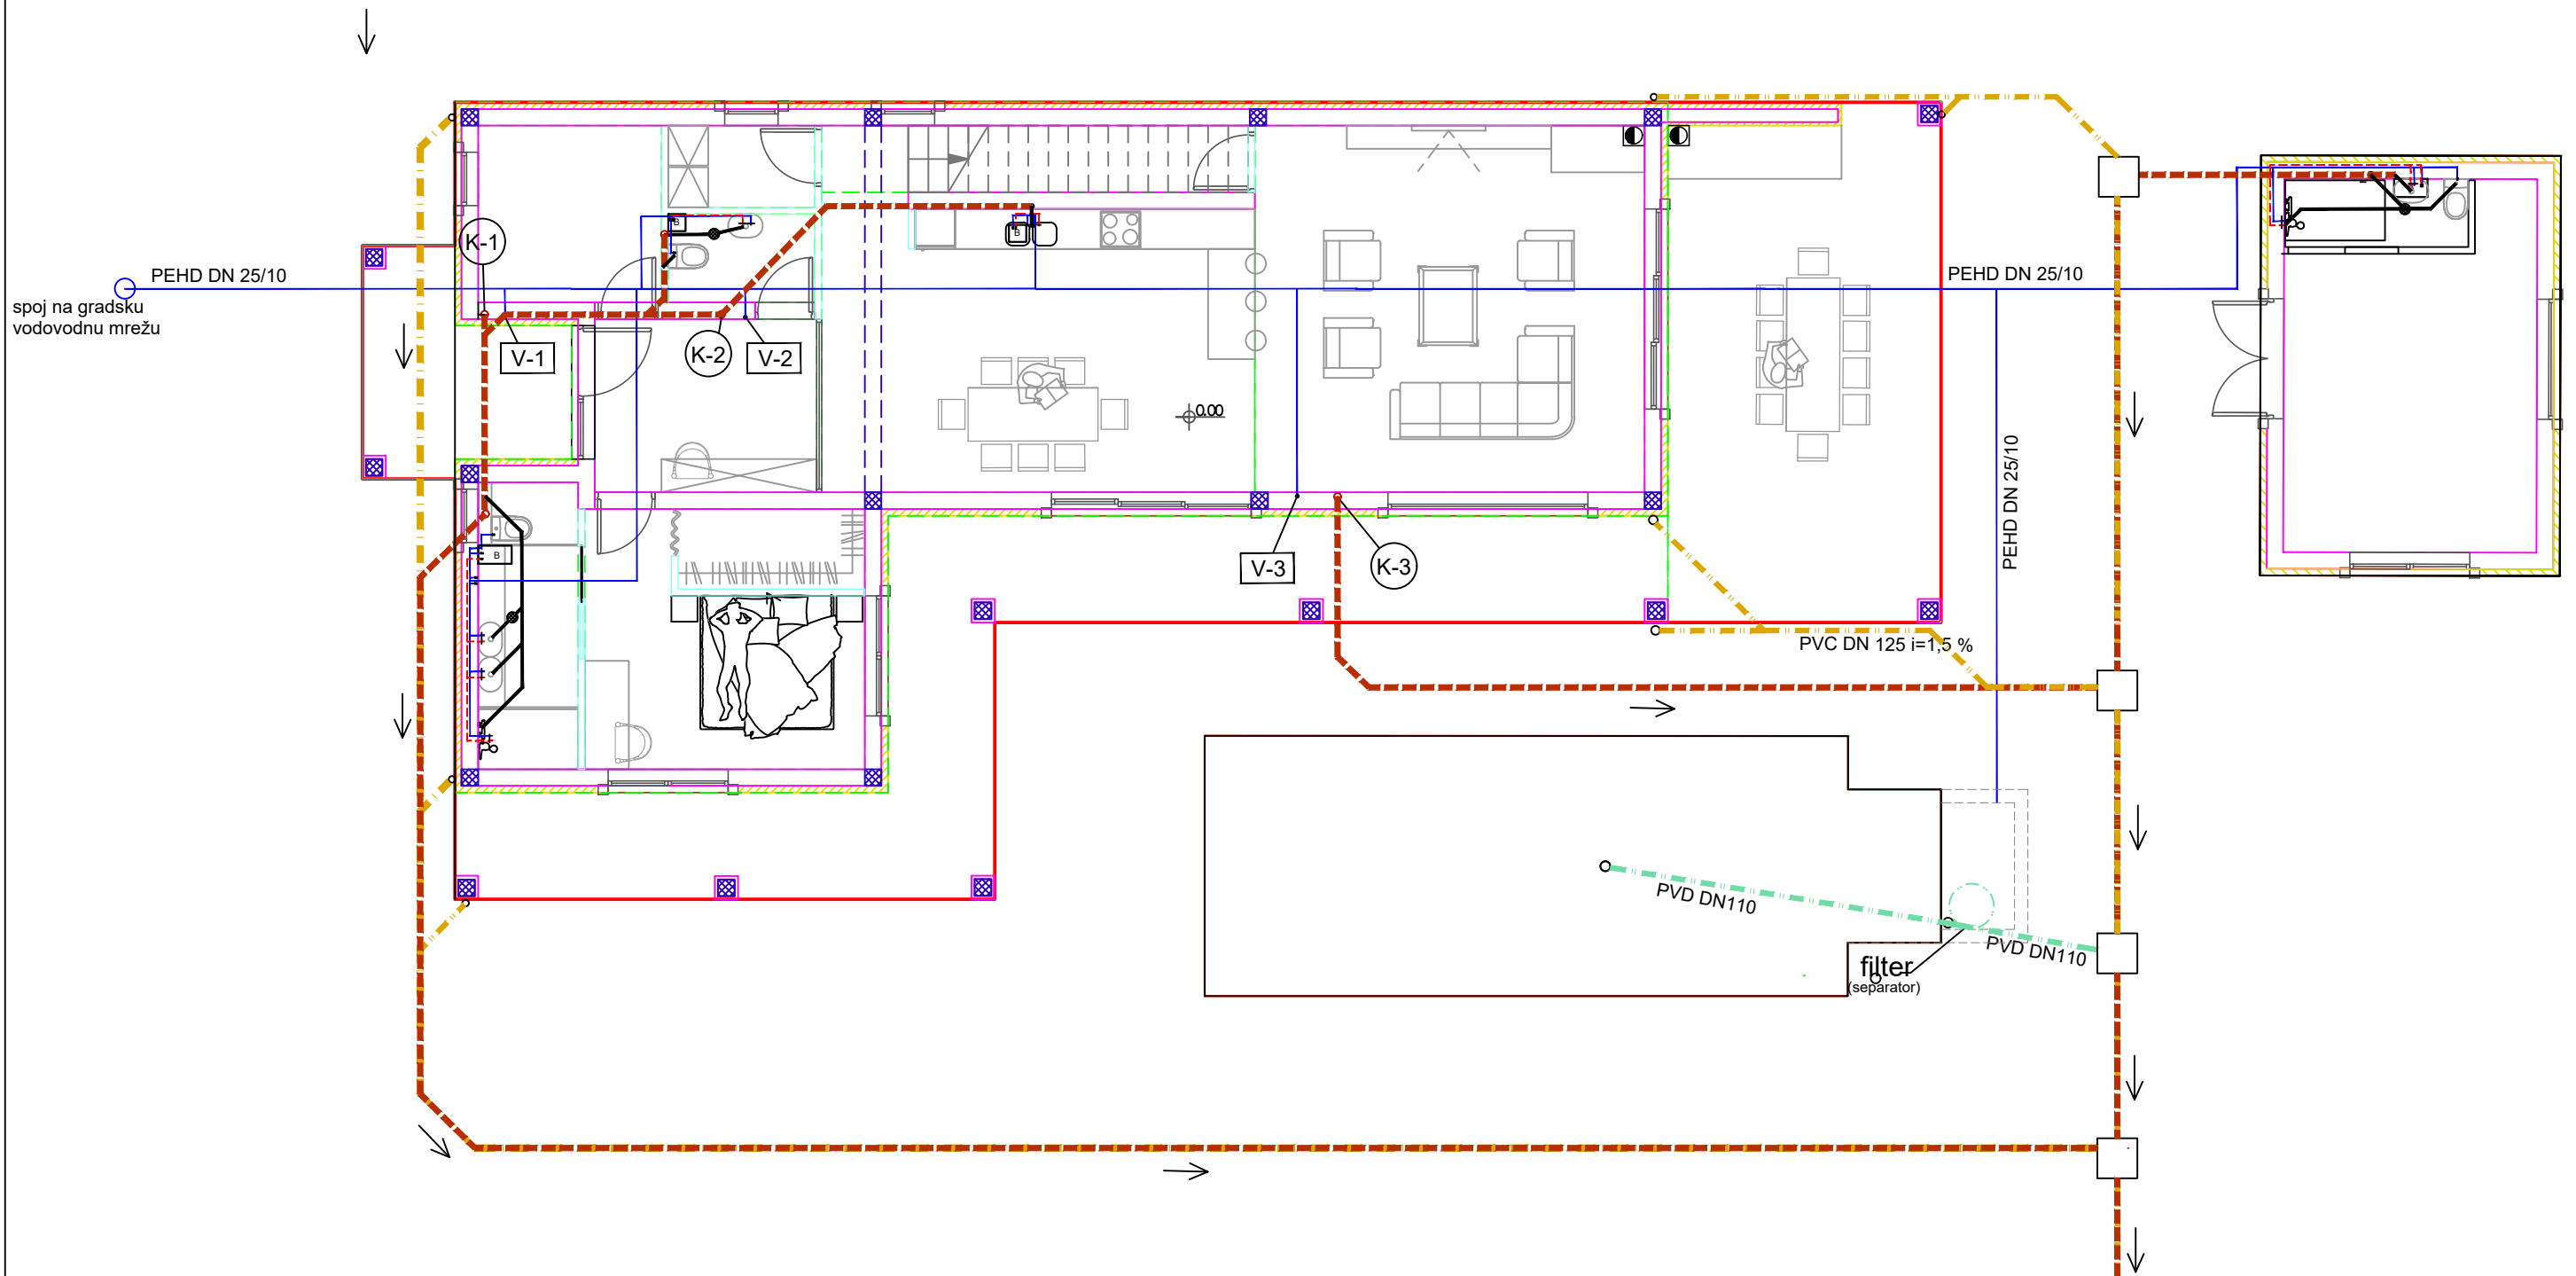 B
K-1
B
PEHD DN 25/10
PEHD DN 25/10
spoj na gradsku
vodovodnu mrežu
V-1
K-2
V-2
0.00
PEHD DN 25/10
B
V-3
K-3
PVC DN 125 i=1,5 %
PVD DN110
PVD DN110
filter
(separator)